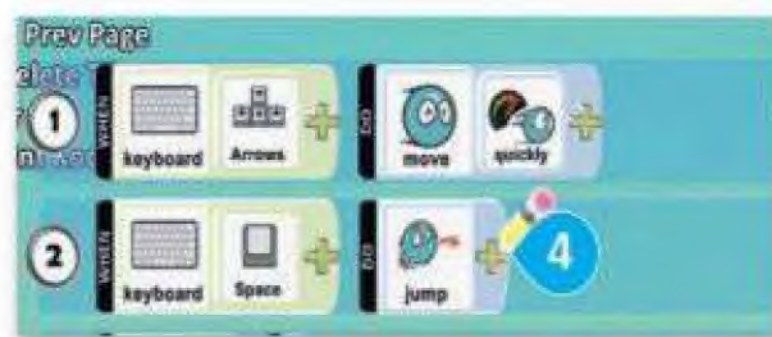 Prev Page
1 WHEN keyboard Arrows DO move quickly
2 WHEN keyboard Space DO jump 4